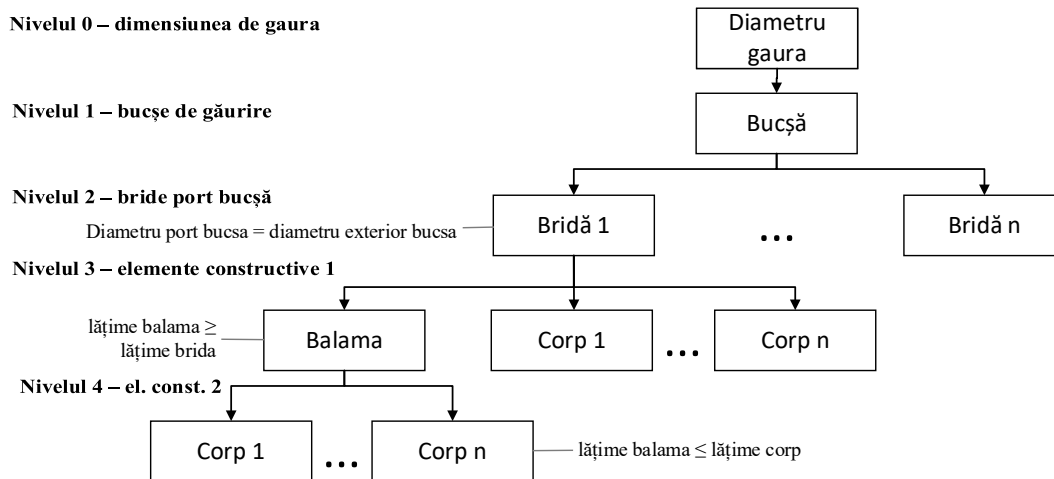 Nivelul 0 – dimensiunea de gaura
Diametru
gaura
Nivelul 1 – bucșe de găurire
Bucșă
Nivelul 2 – bride port bucșă
Diametru port bucsa = diametru exterior bucsa
Bridă 1
...
Bridă n
Nivelul 3 – elemente constructive 1
lățime balama ≥
lățime brida
Balama
Corp 1
...
Corp n
Nivelul 4 – el. const. 2
Corp 1
...
Corp n
lățime balama ≤ lățime corp